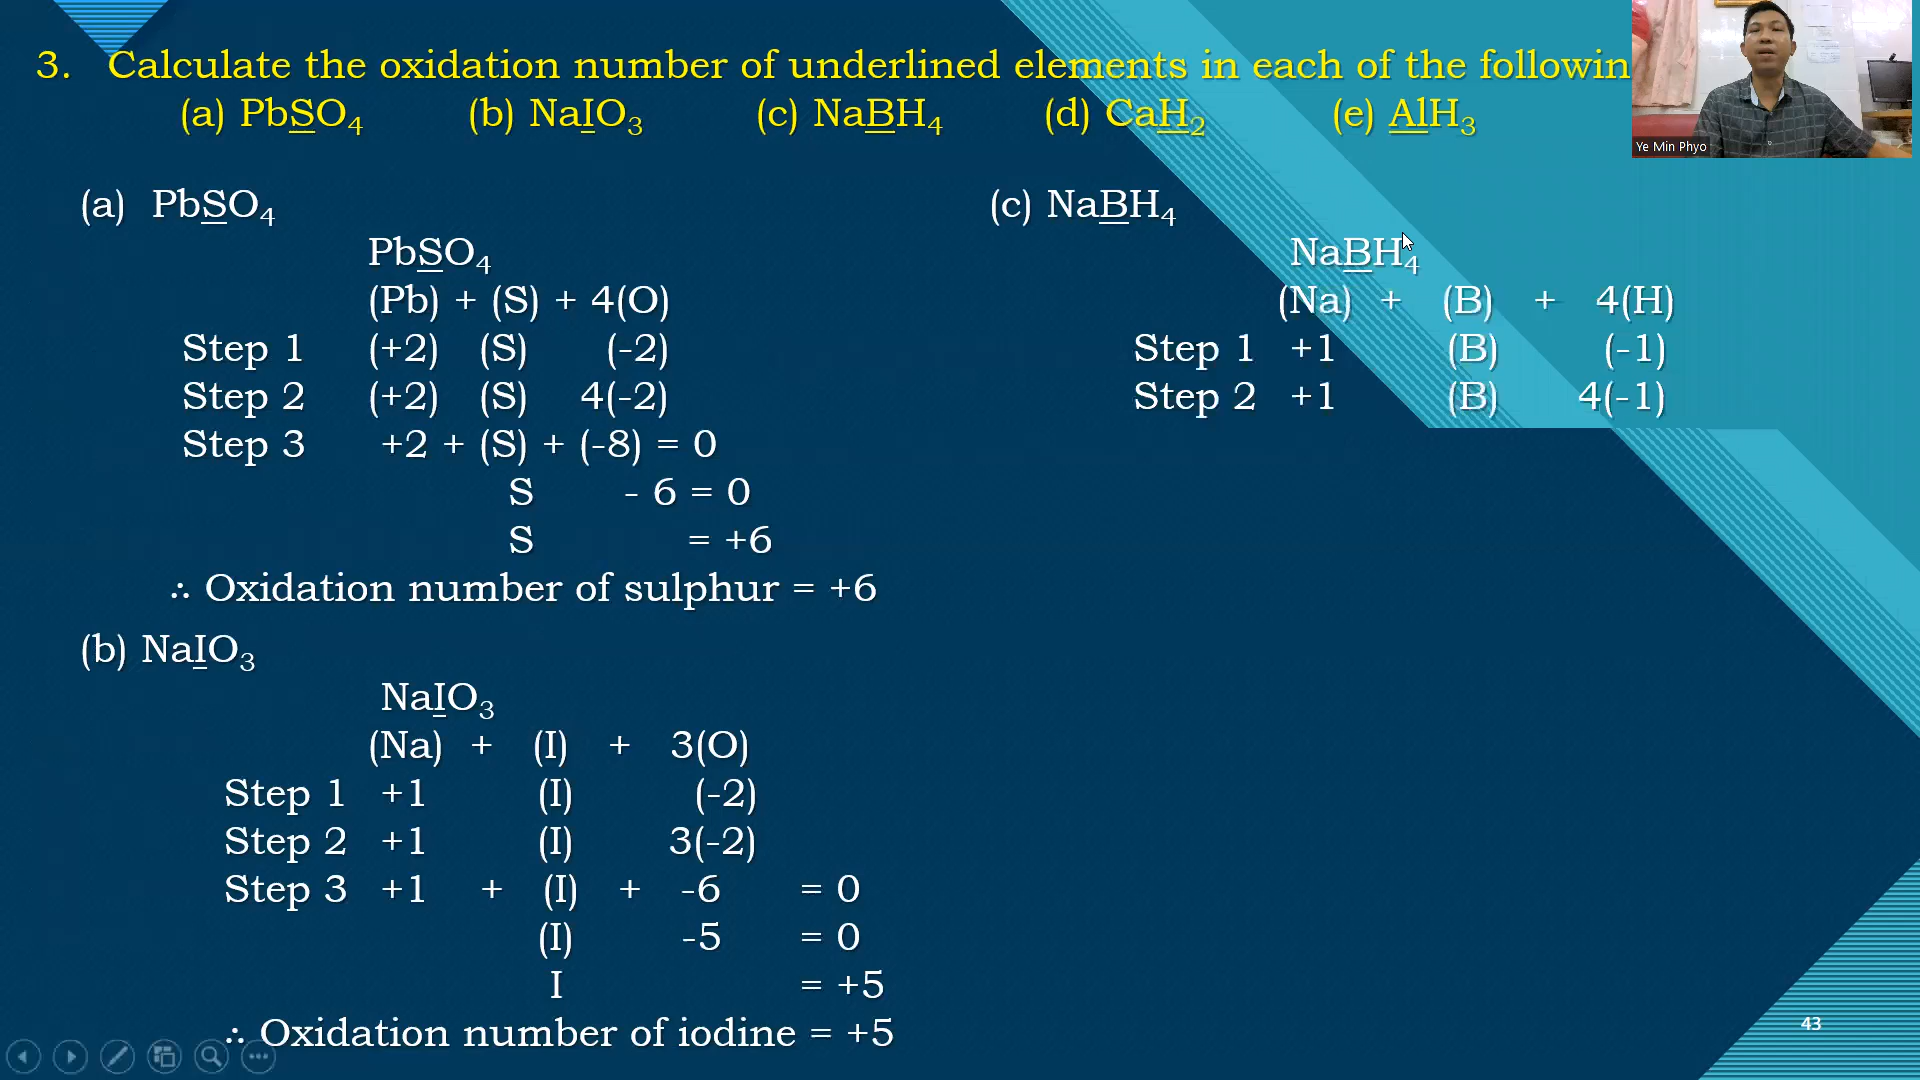 3. Calculate the oxidation number of underlined elements in each of the followin
(a) PbSO₄ (b) NaIO₃ (c) NaBH₄ (d) CaH₂ (e) AlH₃
Ye Min Phyo
(a) PbSO₄
PbSO₄
(Pb) + (S) + 4(O)
Step 1 (+2) (S) (-2)
Step 2 (+2) (S) 4(-2)
Step 3 +2 + (S) + (-8) = 0
S - 6 = 0
S = +6
∴ Oxidation number of sulphur = +6
(b) NaIO₃
NaIO₃
(Na) + (I) + 3(O)
Step 1 +1 (I) (-2)
Step 2 +1 (I) 3(-2)
Step 3 +1 + (I) + -6 = 0
(I) -5 = 0
I = +5
∴ Oxidation number of iodine = +5
(c) NaBH₄
NaBH₄
(Na) + (B) + 4(H)
Step 1 +1 (B) (-1)
Step 2 +1 (B) 4(-1)
43